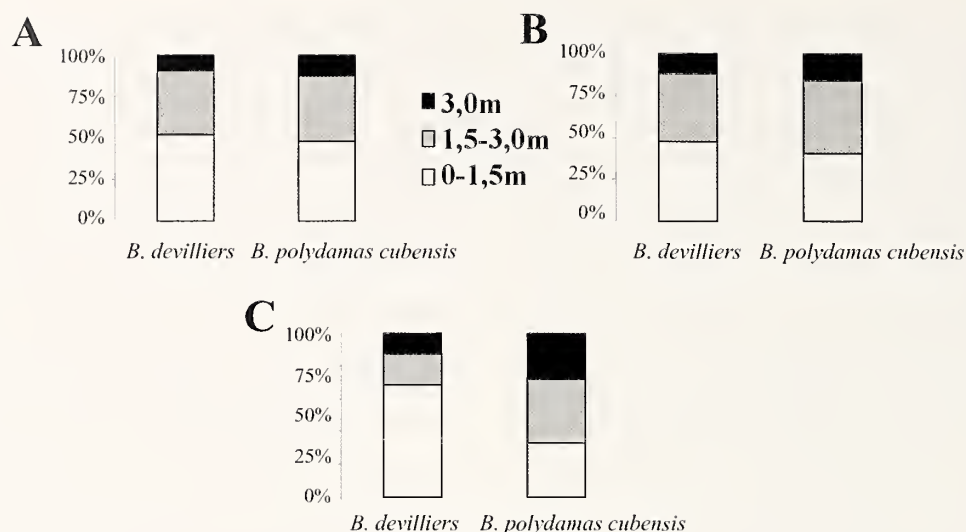 A
100%
75%
50%
25%
0%
B. devilliers B. polydamas cubensis
3,0m
1,5-3,0m
0-1,5m
B
100%
75%
50%
25%
0%
B. devilliers B. polydamas cubensis
C
100%
75%
50%
25%
0%
B. devilliers B. polydamas cubensis